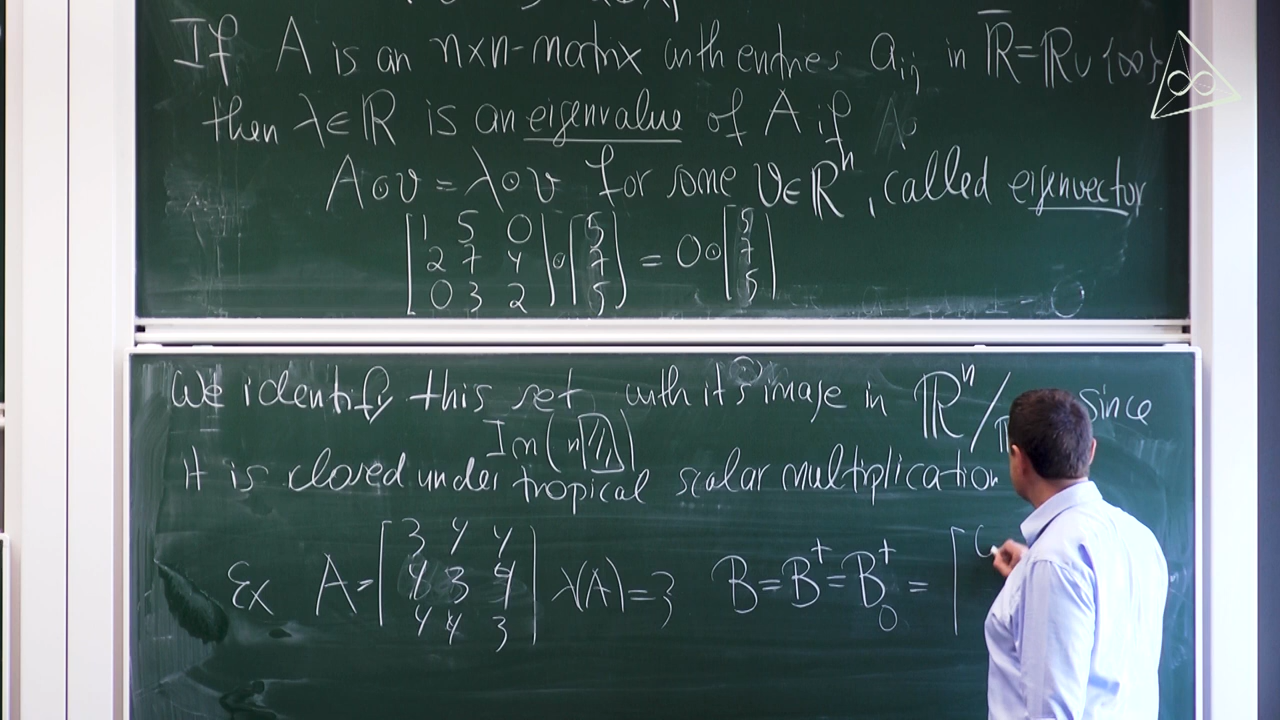 If A is an n×n-matrix with entries aᵢⱼ in R̅ = R ∪ {∞}
then λ∈R is an eigenvalue of A if
A⊙v = λ⊙v for some v∈Rⁿ, called eigenvector
[1 5 0; 2 7 4; 0 3 2] ⊙ [5; 7; 5] = 0⊙ [5; 7; 5]
We identify this set with it's image in Rⁿ/ since
Im(
it is closed under tropical scalar multiplication
Ex A= [3 4 4; 4 3 4; 4 4 3] λ(A)=3 B=B⁺=B₀⁺ = [